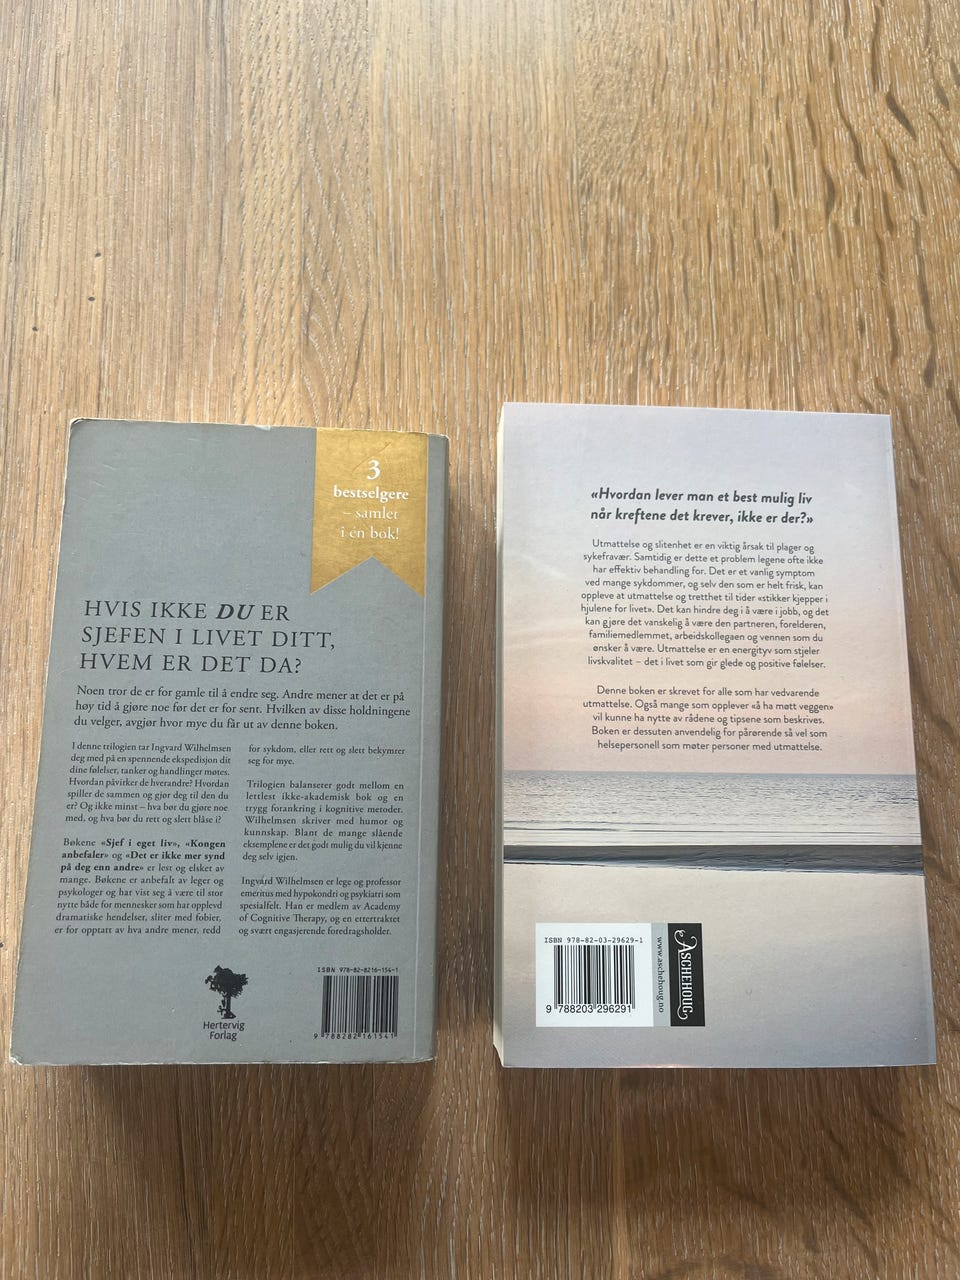 3
bestselgere
– samlet
i én bok!
HVIS IKKE DU ER
SJEFEN I LIVET DITT,
HVEM ER DET DA?
Noen tror de er for gamle til å endre seg. Andre mener at det er på
høy tid å gjøre noe før det er for sent. Hvilken av disse holdningene
du velger, avgjør hvor mye du får ut av denne boken.
I denne trilogien tar Ingvard Wilhelmsen
deg med på en spennende ekspedisjon dit
dine følelser, tanker og handlinger møtes.
Hvordan påvirker de hverandre? Hvordan
spiller de sammen og gjør deg til den du
er? Og ikke minst – hva bør du gjøre noe
med, og hva bør du rett og slett blåse i?
Bøkene «Sjef i eget liv», «Kongen
anbefaler» og «Det er ikke mer synd
på deg enn andre» er lest og elsket av
mange. Bøkene er anbefalt av leger og
psykologer og har vist seg å være til stor
nytte både for mennesker som har opplevd
dramatiske hendelser, sliter med fobier,
er for opptatt av hva andre mener, redd
for sykdom, eller rett og slett bekymrer
seg for mye.
Trilogien balanserer godt mellom en
lettlest ikke-akademisk bok og en
trygg forankring i kognitive metoder.
Wilhelmsen skriver med humor og
kunnskap. Blant de mange slående
eksemplene er det godt mulig du vil kjenne
deg selv igjen.
Ingvard Wilhelmsen er lege og professor
emeritus med hypokondri og psykiatri som
spesialfelt. Han er medlem av Academy
of Cognitive Therapy, og en ettertraktet
og svært engasjerende foredragsholder.
Hertervig
Forlag
ISBN 978-82-8216-154-1
9 788282 161541
«Hvordan lever man et best mulig liv
når kreftene det krever, ikke er der?»
Utmattelse og slitenhet er en viktig årsak til plager og
sykefravær. Samtidig er dette et problem legene ofte ikke
har effektiv behandling for. Det er et vanlig symptom
ved mange sykdommer, og selv den som er helt frisk, kan
oppleve at utmattelse og tretthet til tider «stikker kjepper i
hjulene for livet». Det kan hindre deg i å være i jobb, og det
kan gjøre det vanskelig å være den partneren, forelderen,
familiemedlemmet, arbeidskollegaen og vennen som du
ønsker å være. Utmattelse er en energityv som stjeler
livskvalitet – det i livet som gir glede og positive følelser.
Denne boken er skrevet for alle som har vedvarende
utmattelse. Også mange som opplever «å ha møtt veggen»
vil kunne ha nytte av rådene og tipsene som beskrives.
Boken er dessuten anvendelig for pårørende så vel som
helsepersonell som møter personer med utmattelse.
ISBN 978-82-03-29629-1
9 788203 296291
www.aschehoug.no
ASCHEHOUG